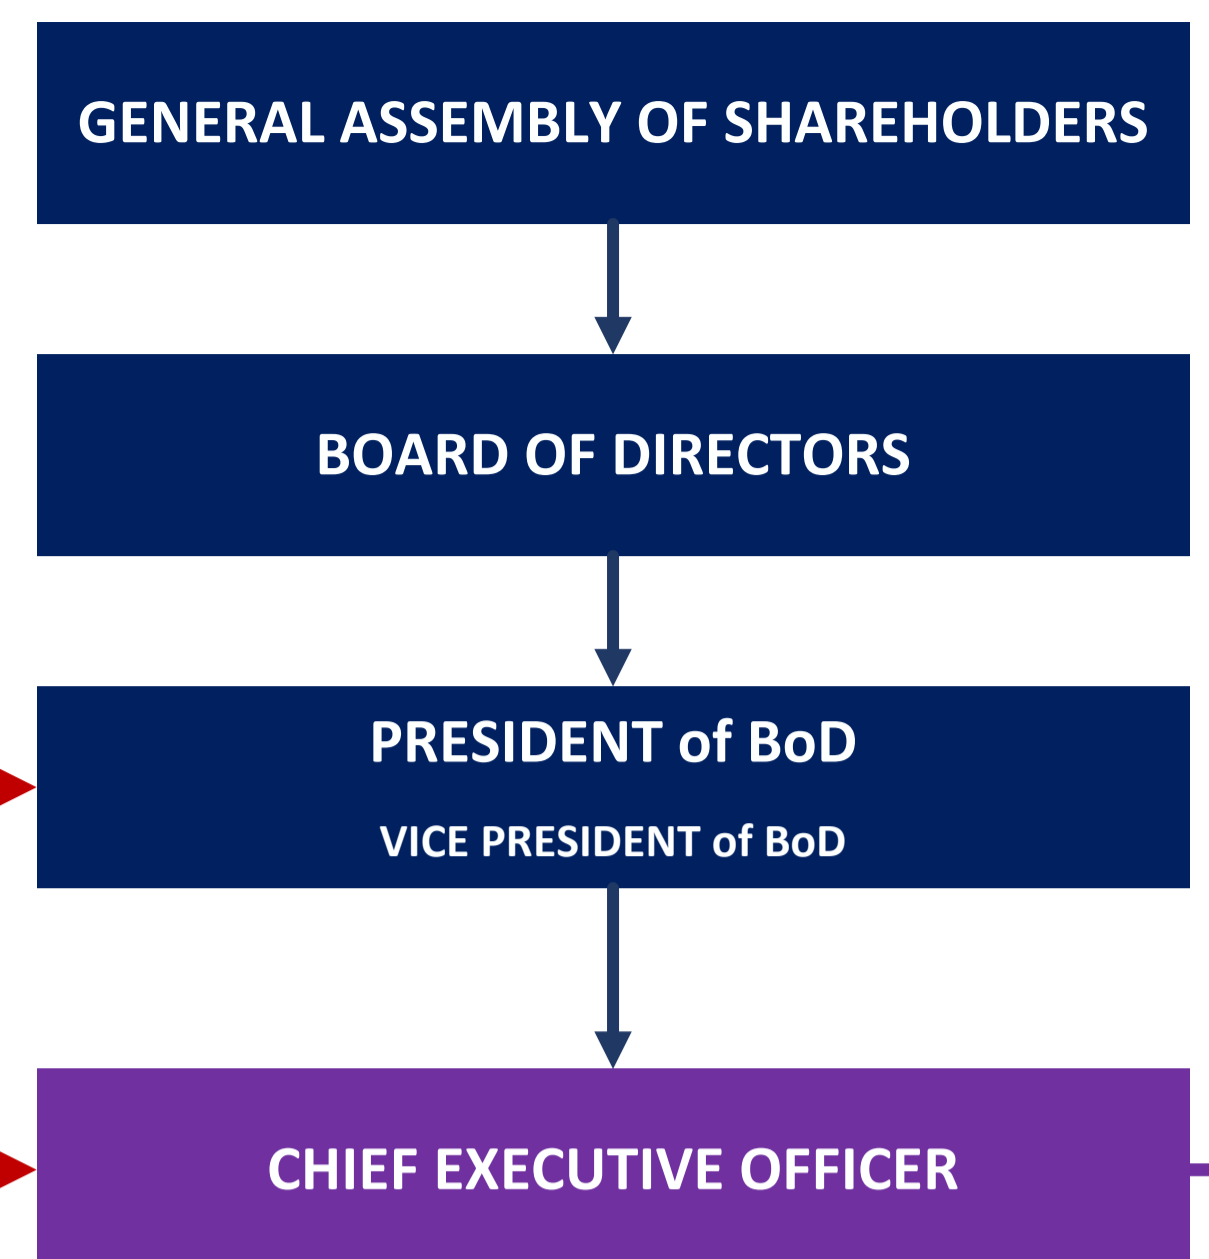 GENERAL ASSEMBLY OF SHAREHOLDERS
BOARD OF DIRECTORS
PRESIDENT of BoD
VICE PRESIDENT of BoD
CHIEF EXECUTIVE OFFICER